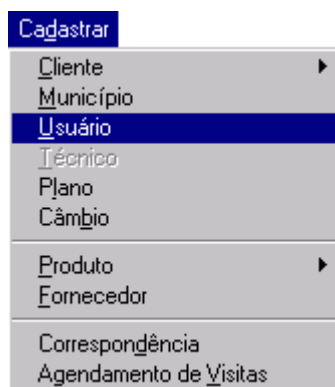 Cadastrar
Cliente
Município
Usuário
Técnico
Plano
Câmbio
Produto
Fornecedor
Correspondência
Agendamento de Visitas